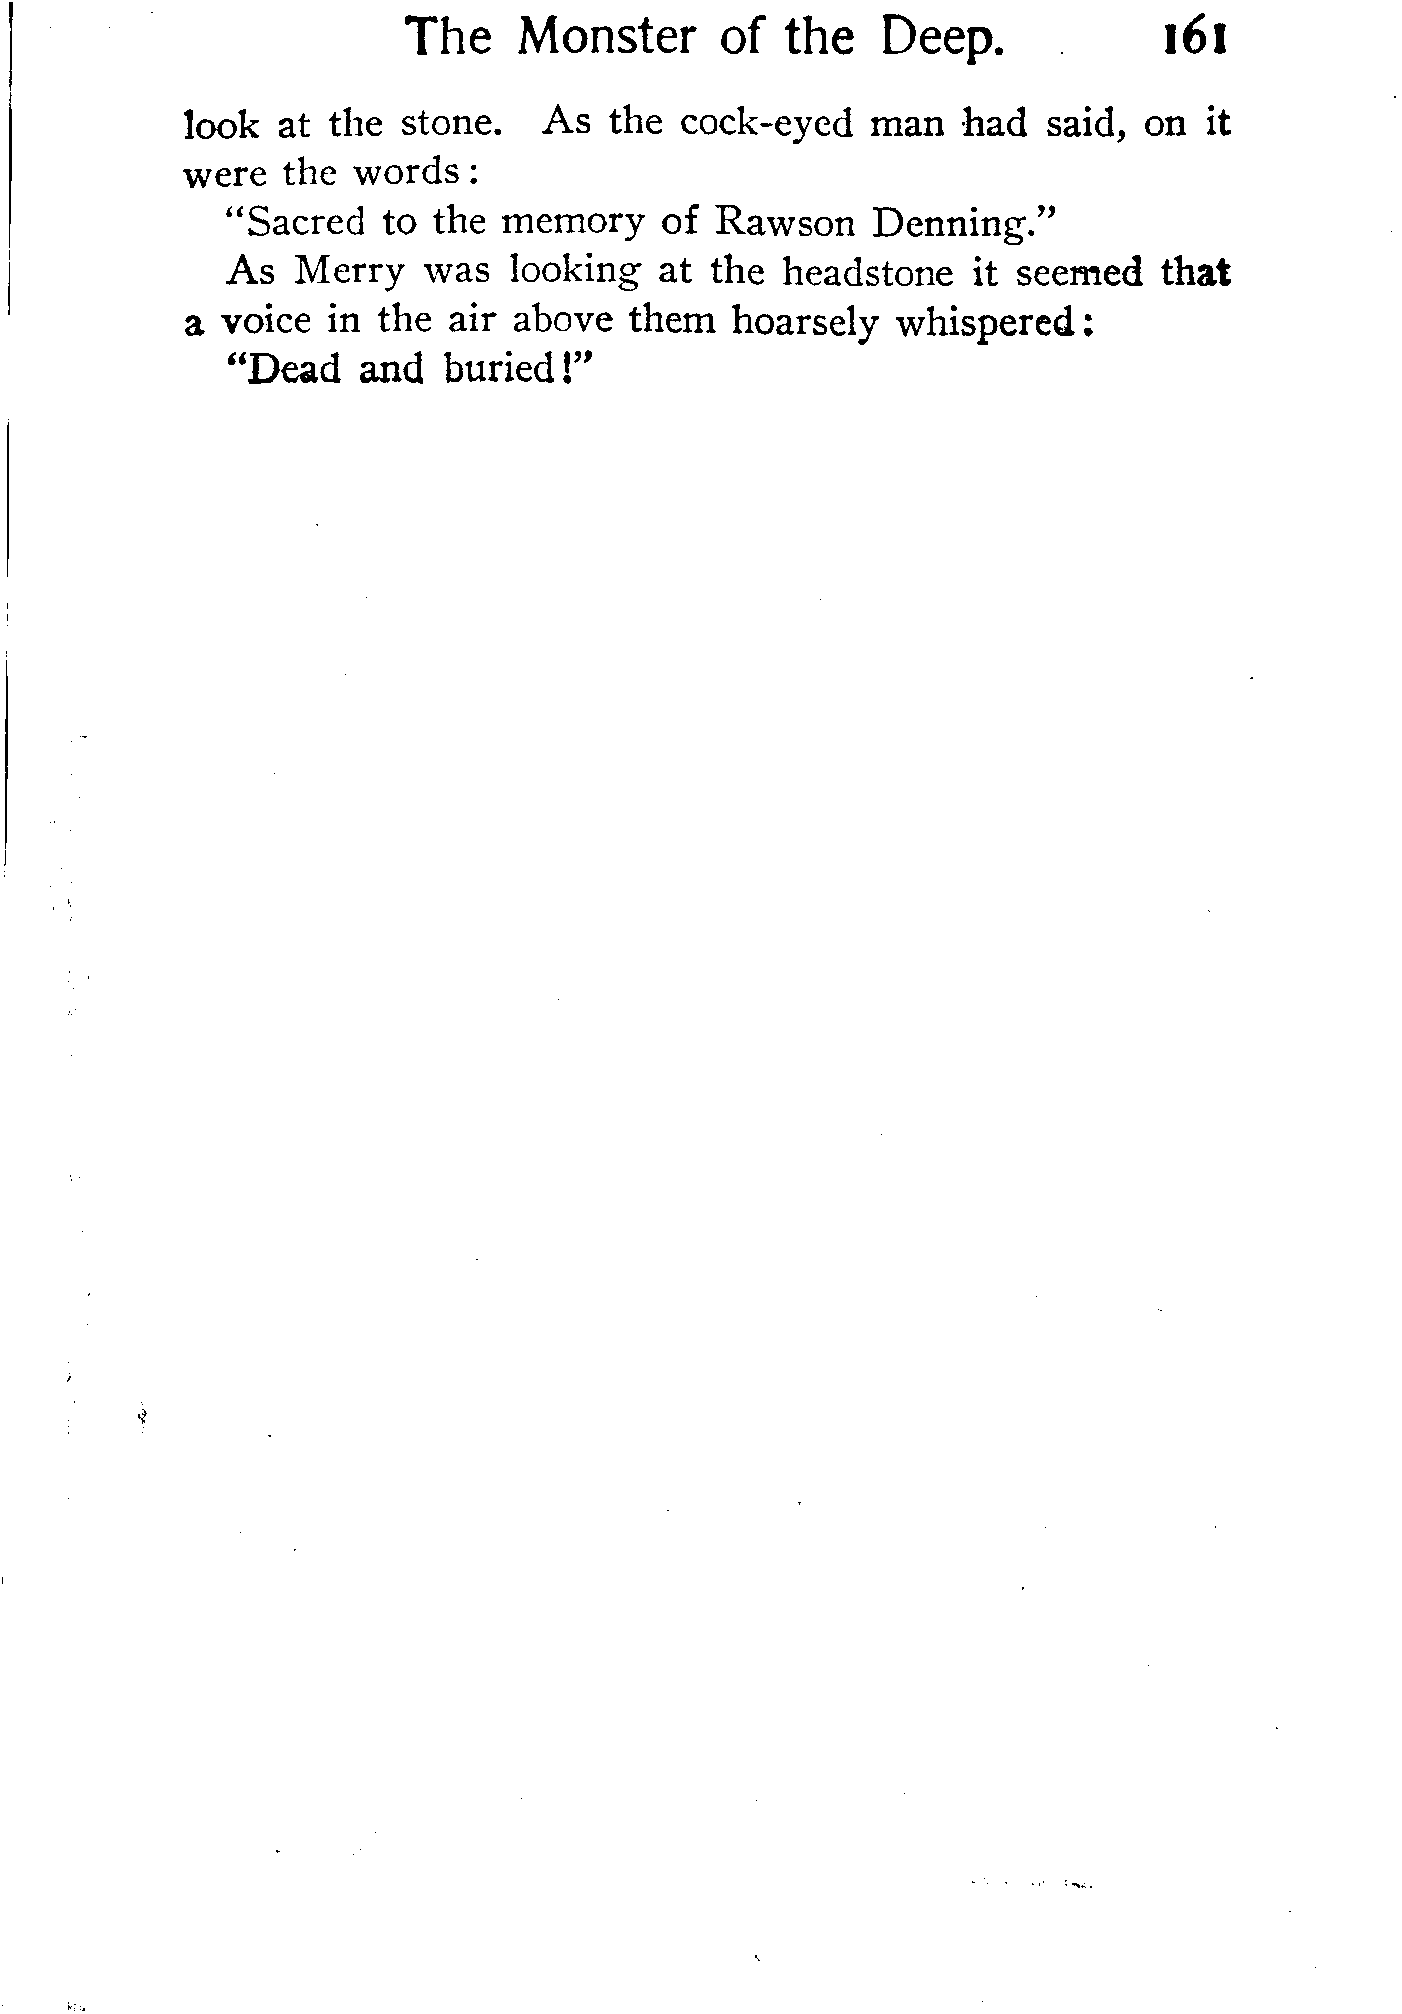 The Monster of the Deep. 161
look at the stone. As the cock-eyed man had said, on it
were the words:
"Sacred to the memory of Rawson Denning."
As Merry was looking at the headstone it seemed that
a voice in the air above them hoarsely whispered:
"Dead and buried!"